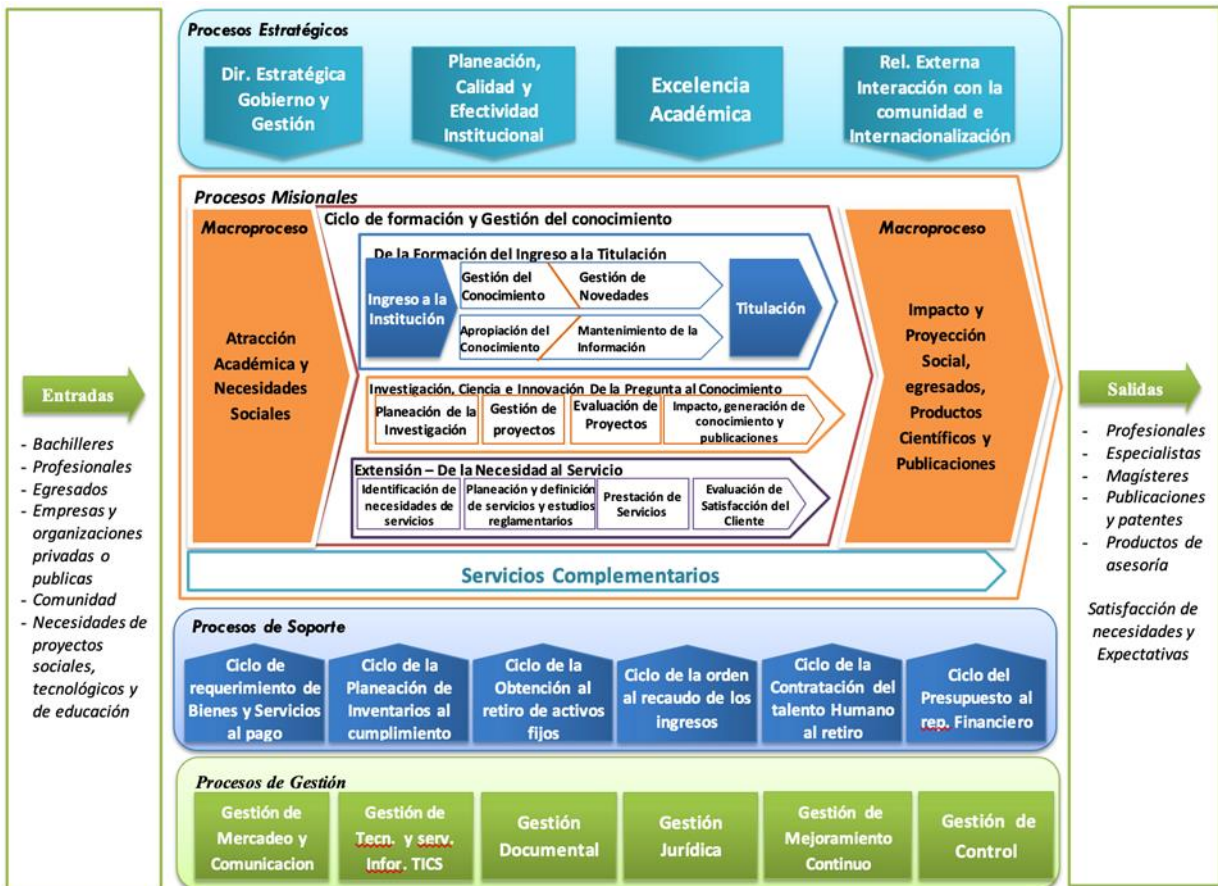 Procesos Estratégicos
Dir. Estratégica
Gobierno y
Gestión
Planeación,
Calidad y
Efectividad
Institucional
Excelencia
Académica
Rel. Externa
Interacción con la
comunidad e
Internacionalización
Entradas
- Bachilleres
- Profesionales
- Egresados
- Empresas y
organizaciones
privadas o
publicas
- Comunidad
- Necesidades de
proyectos
sociales,
tecnológicos y
de educación
Procesos Misionales
Macroproceso
Atracción
Académica y
Necesidades
Sociales
Ciclo de formación y Gestión del conocimiento
De la Formación del Ingreso a la Titulación
Ingreso a la
Institución
Gestión del
Conocimiento
Gestión de
Novedades
Apropiación del
Conocimiento
Mantenimiento de la
Información
Titulación
Investigación, Ciencia e Innovación De la Pregunta al Conocimiento
Planeación de la
Investigación
Gestión de
proyectos
Evaluación de
Proyectos
Impacto, generación de
conocimiento y
publicaciones
Extensión – De la Necesidad al Servicio
Identificación de
necesidades de
servicios
Planeación y definición
de servicios y estudios
reglamentarios
Prestación de
Servicios
Evaluación de
Satisfacción del
Cliente
Macroproceso
Impacto y
Proyección
Social,
egresados,
Productos
Científicos y
Publicaciones
Servicios Complementarios
Salidas
- Profesionales
- Especialistas
- Magísteres
- Publicaciones
y patentes
- Productos de
asesoría
Satisfacción de
necesidades y
Expectativas
Procesos de Soporte
Ciclo de
requerimiento de
Bienes y Servicios
al pago
Ciclo de la
Planeación de
Inventarios al
cumplimiento
Ciclo de la
Obtención al
retiro de activos
fijos
Ciclo de la orden
al recaudo de los
ingresos
Ciclo de la
Contratación del
talento Humano
al retiro
Ciclo del
Presupuesto al
rep. Financiero
Procesos de Gestión
Gestión de
Mercadeo y
Comunicacion
Gestión de
Tecn. y serv.
Infor. TICS
Gestión
Documental
Gestión
Jurídica
Gestión de
Mejoramiento
Continuo
Gestión de
Control